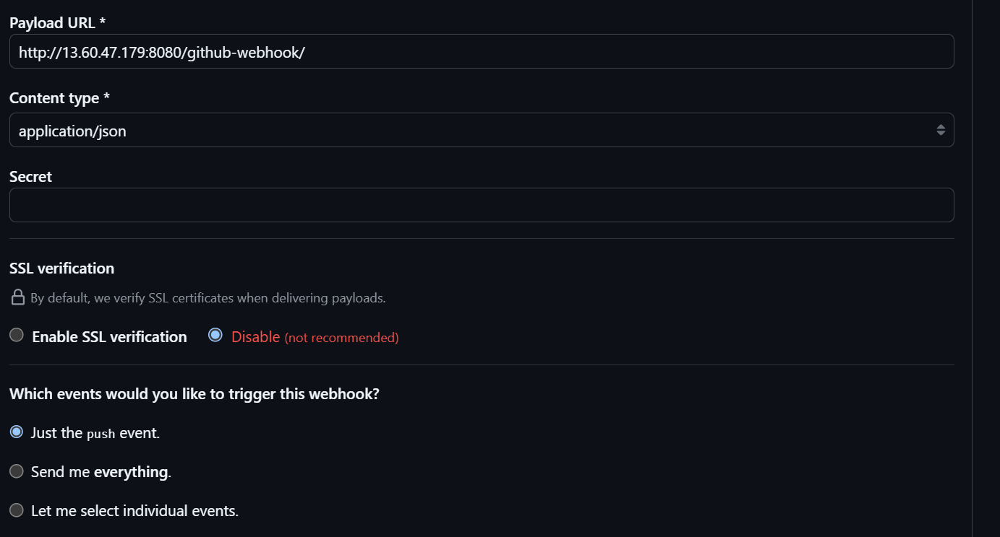 Payload URL *
http://13.60.47.179:8080/github-webhook/
Content type *
application/json
Secret
SSL verification
By default, we verify SSL certificates when delivering payloads.
Enable SSL verification Disable (not recommended)
Which events would you like to trigger this webhook?
Just the push event.
Send me everything.
Let me select individual events.